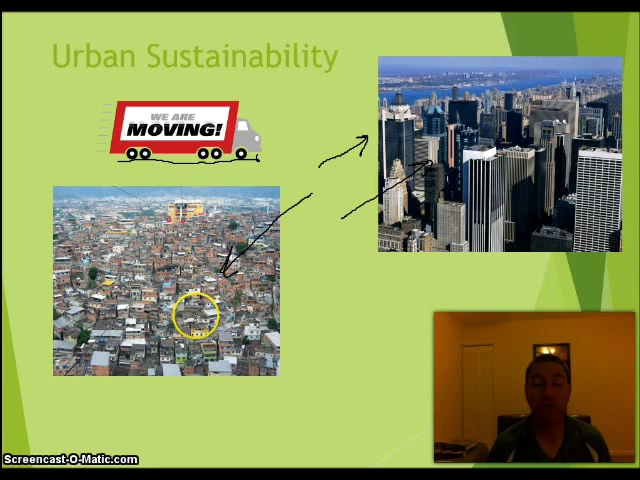 Urban Sustainability
WE ARE
MOVING!
Screencast-O-Matic.com